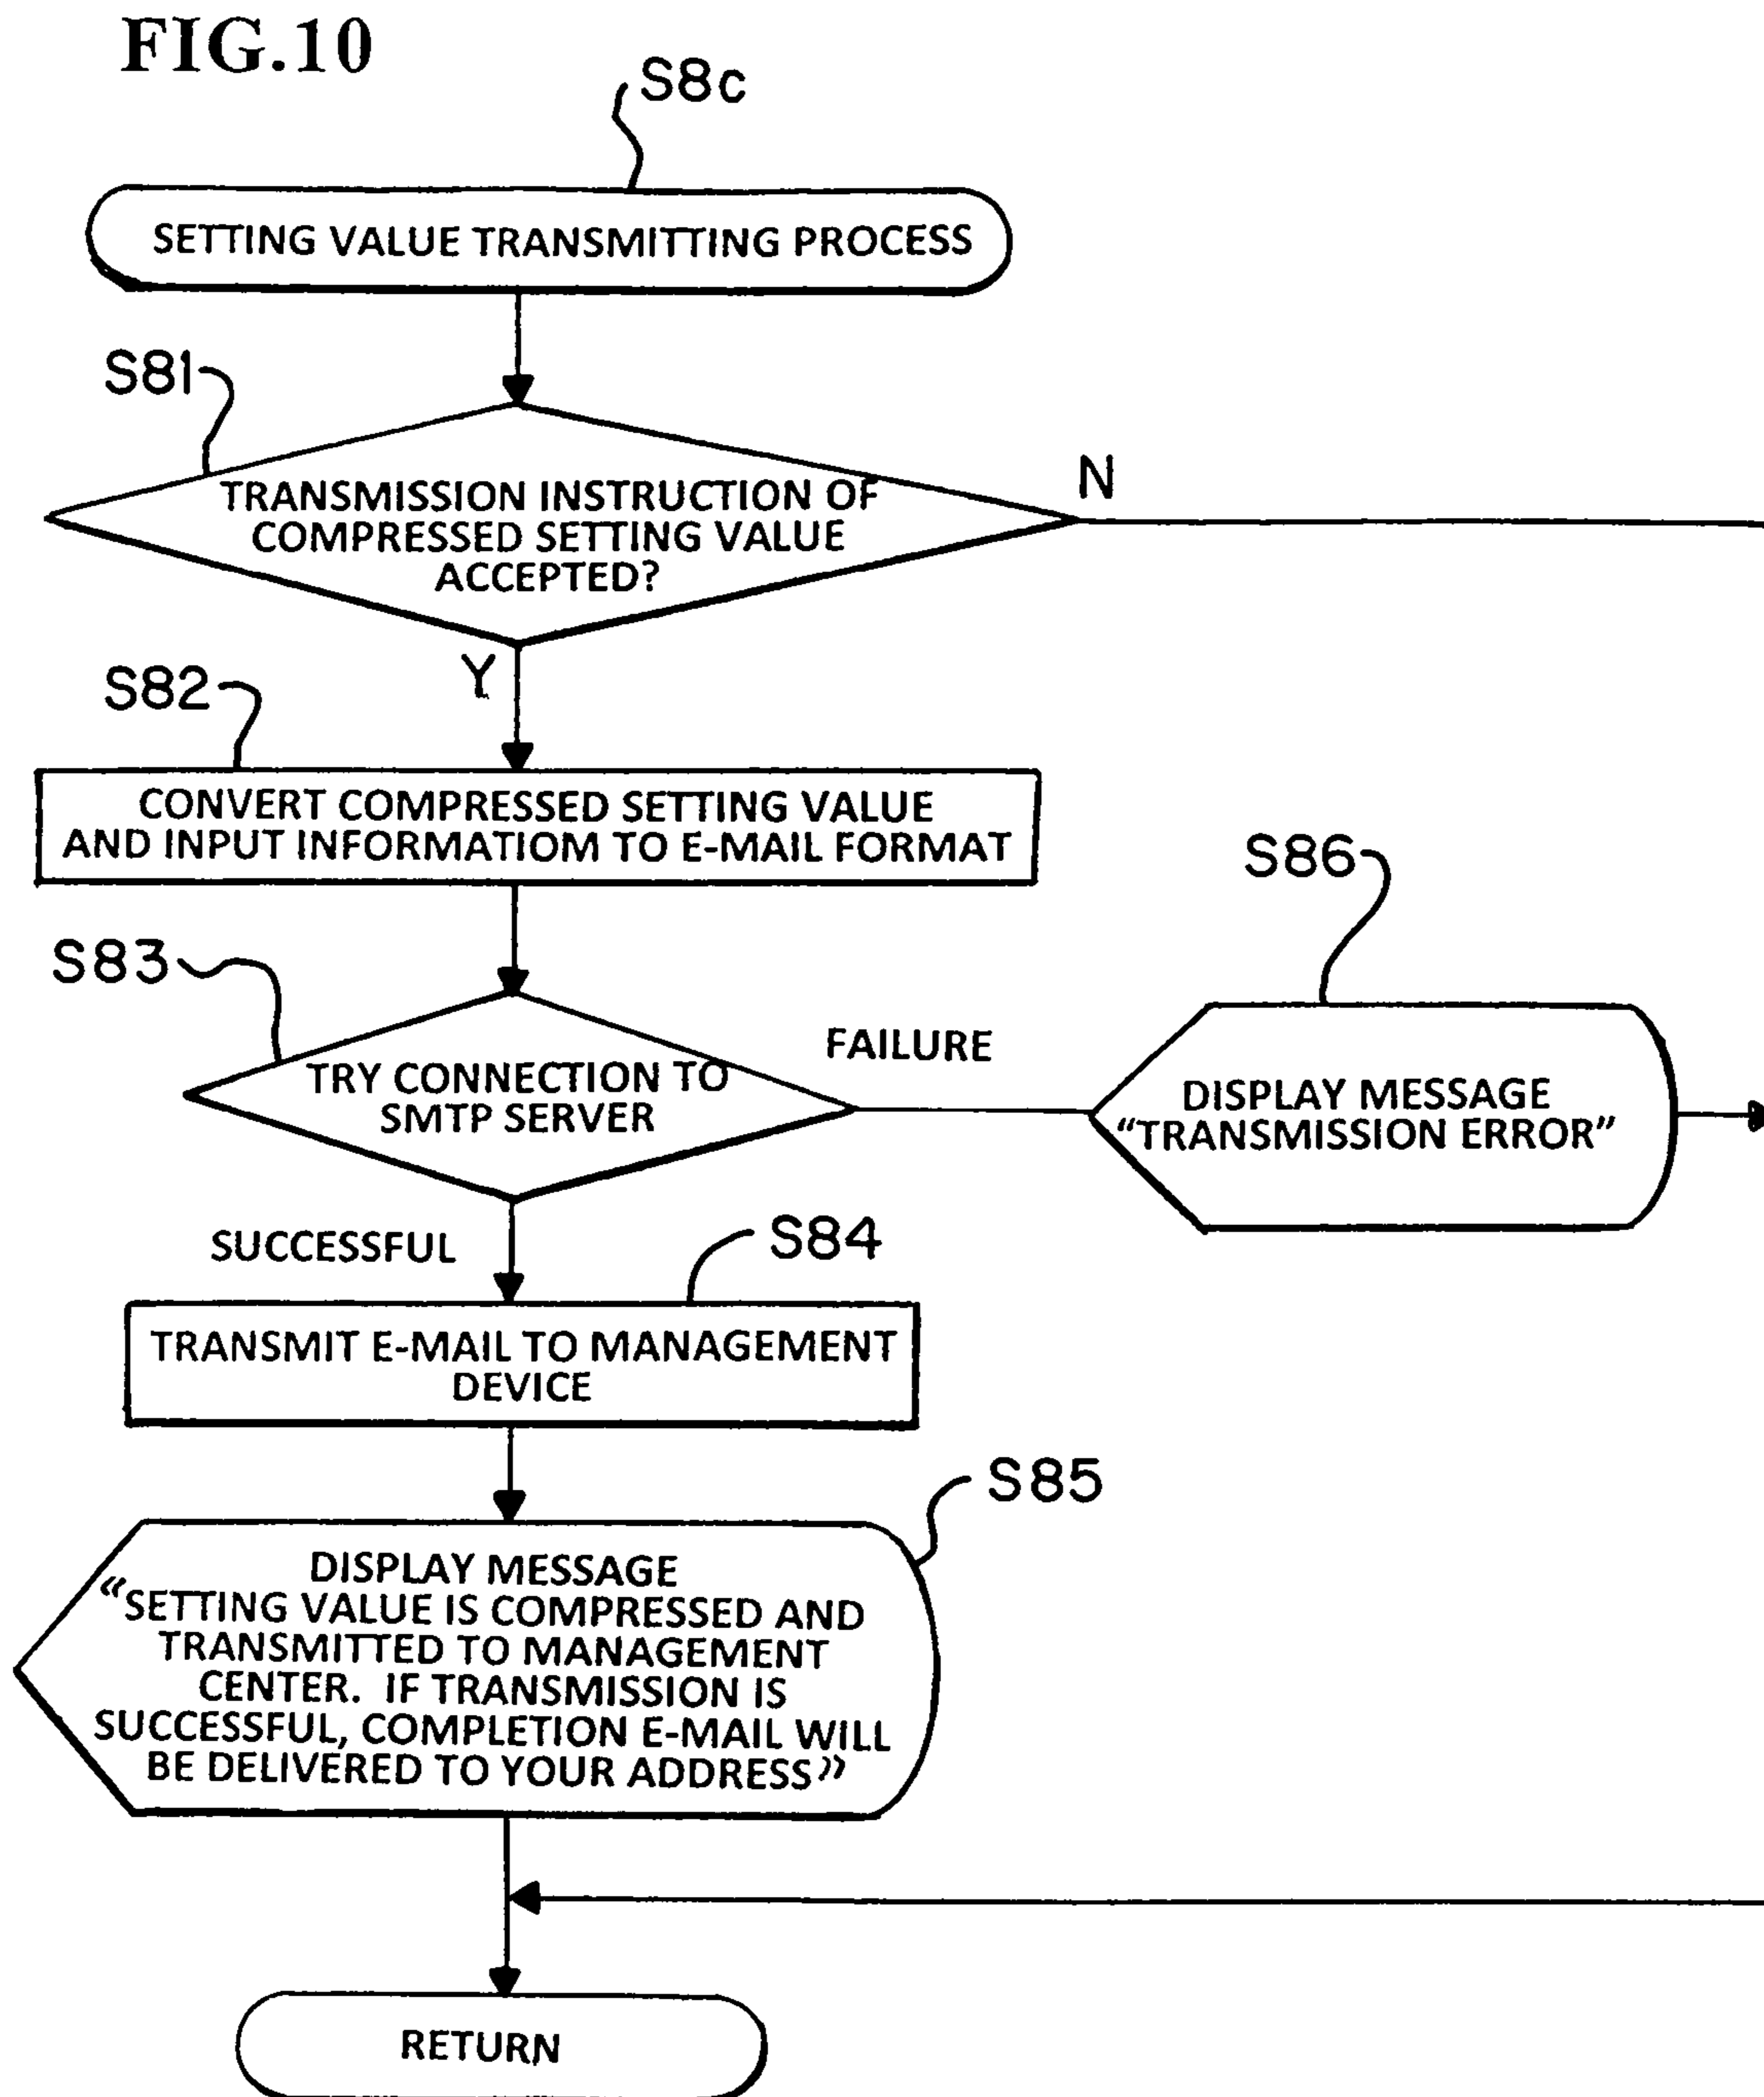 FIG.10
S8c
SETTING VALUE TRANSMITTING PROCESS
S81
TRANSMISSION INSTRUCTION OF
COMPRESSED SETTING VALUE
ACCEPTED?
N
Y
S82
CONVERT COMPRESSED SETTING VALUE
AND INPUT INFORMATIOM TO E-MAIL FORMAT
S83
TRY CONNECTION TO
SMTP SERVER
FAILURE
S86
DISPLAY MESSAGE
“TRANSMISSION ERROR”
SUCCESSFUL
S84
TRANSMIT E-MAIL TO MANAGEMENT
DEVICE
S85
DISPLAY MESSAGE
“SETTING VALUE IS COMPRESSED AND
TRANSMITTED TO MANAGEMENT
CENTER. IF TRANSMISSION IS
SUCCESSFUL, COMPLETION E-MAIL WILL
BE DELIVERED TO YOUR ADDRESS”
RETURN